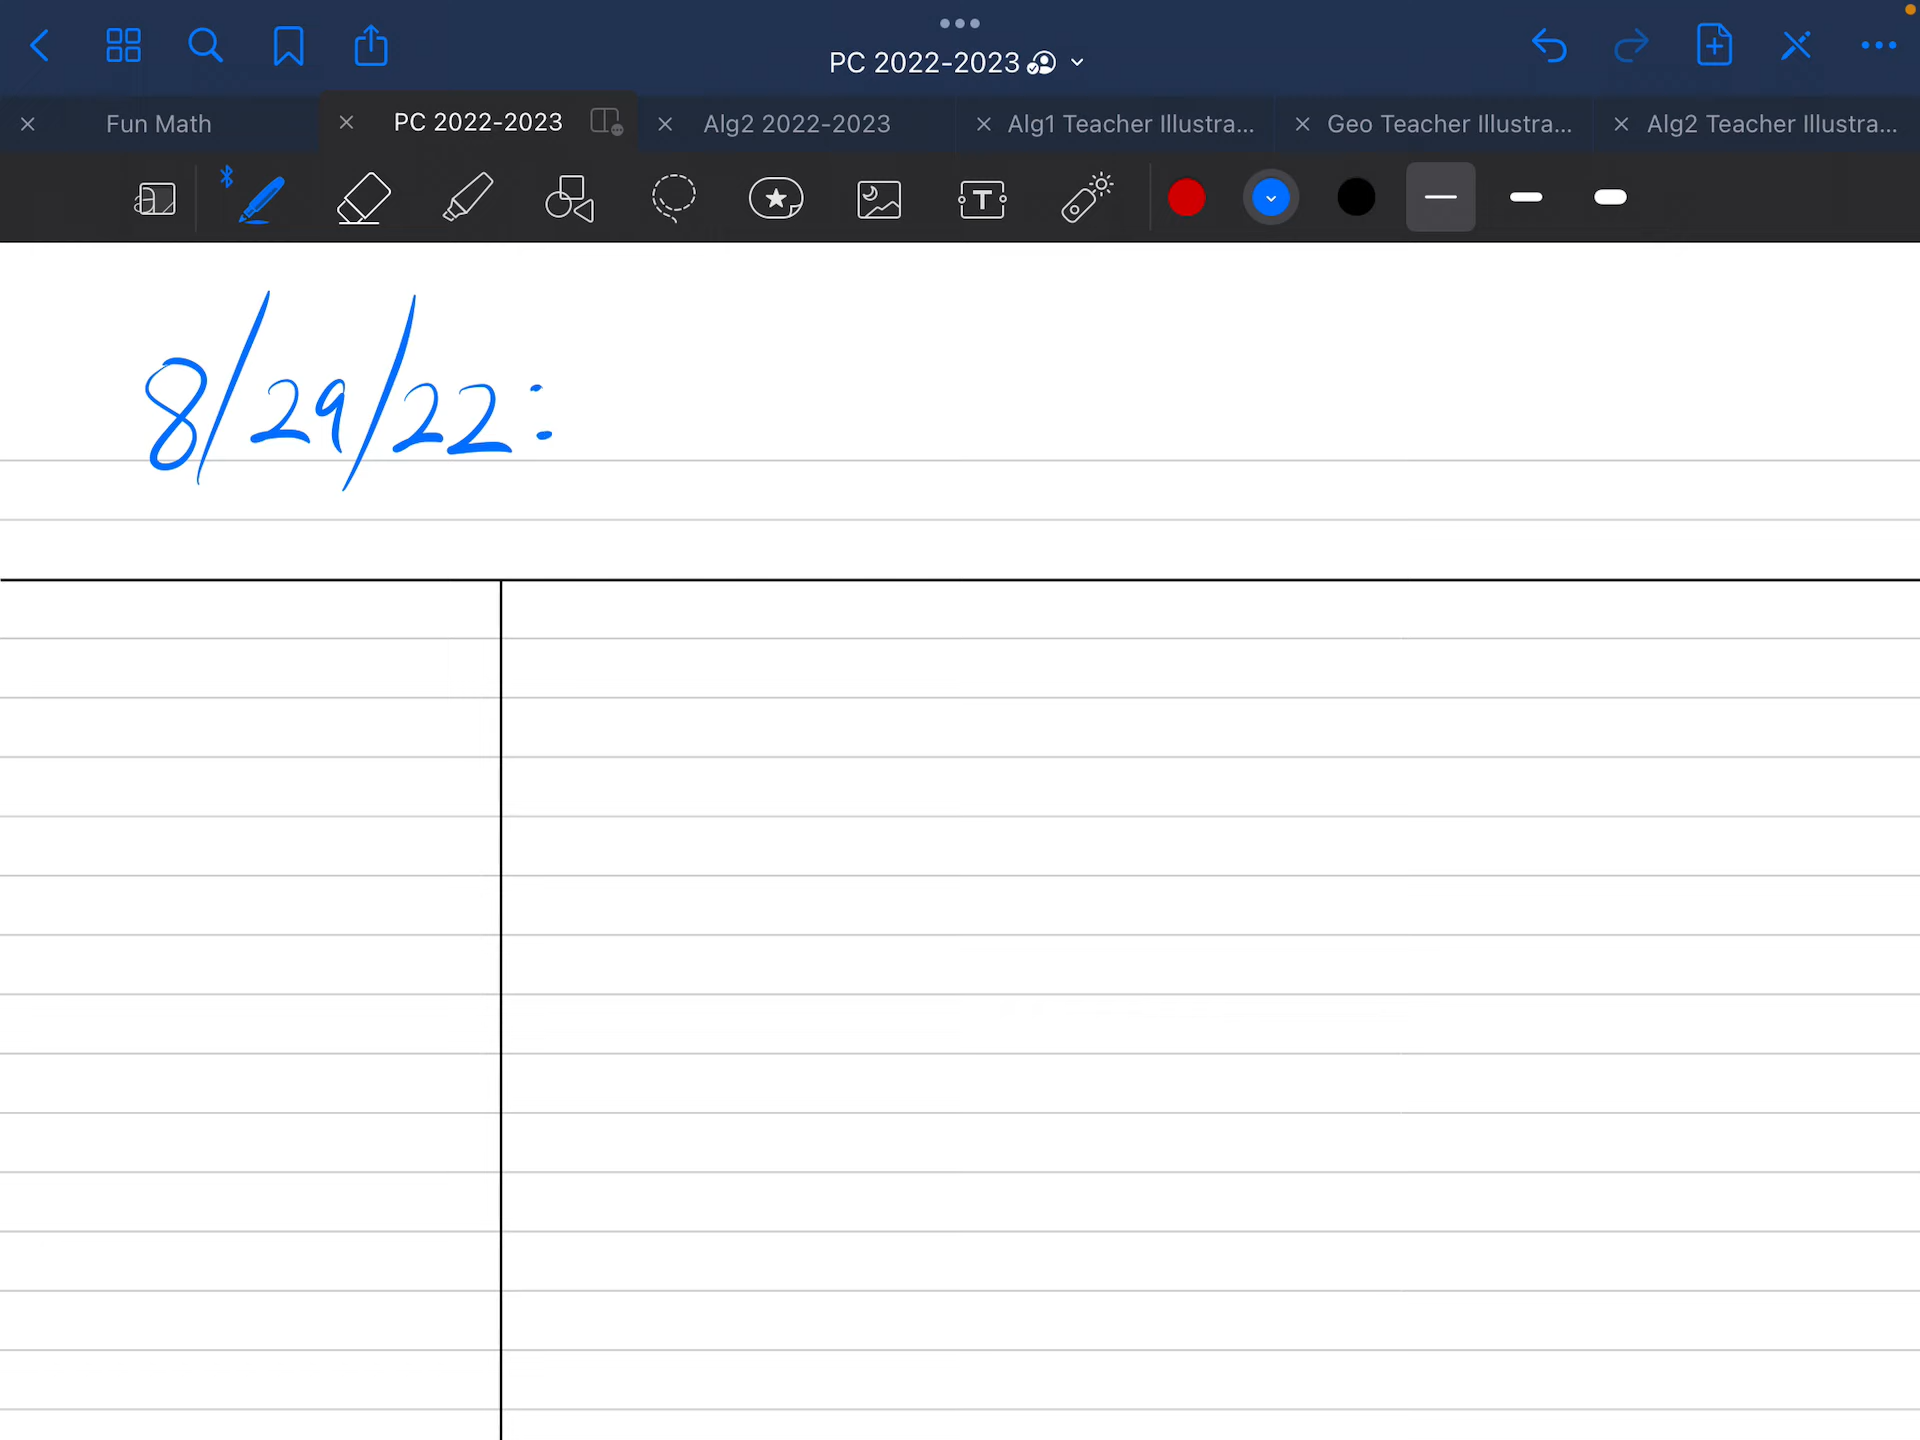 PC 2022-2023
Fun Math
PC 2022-2023
Alg2 2022-2023
Alg1 Teacher Illustra...
Geo Teacher Illustra...
Alg2 Teacher Illustra...
8/29/22: